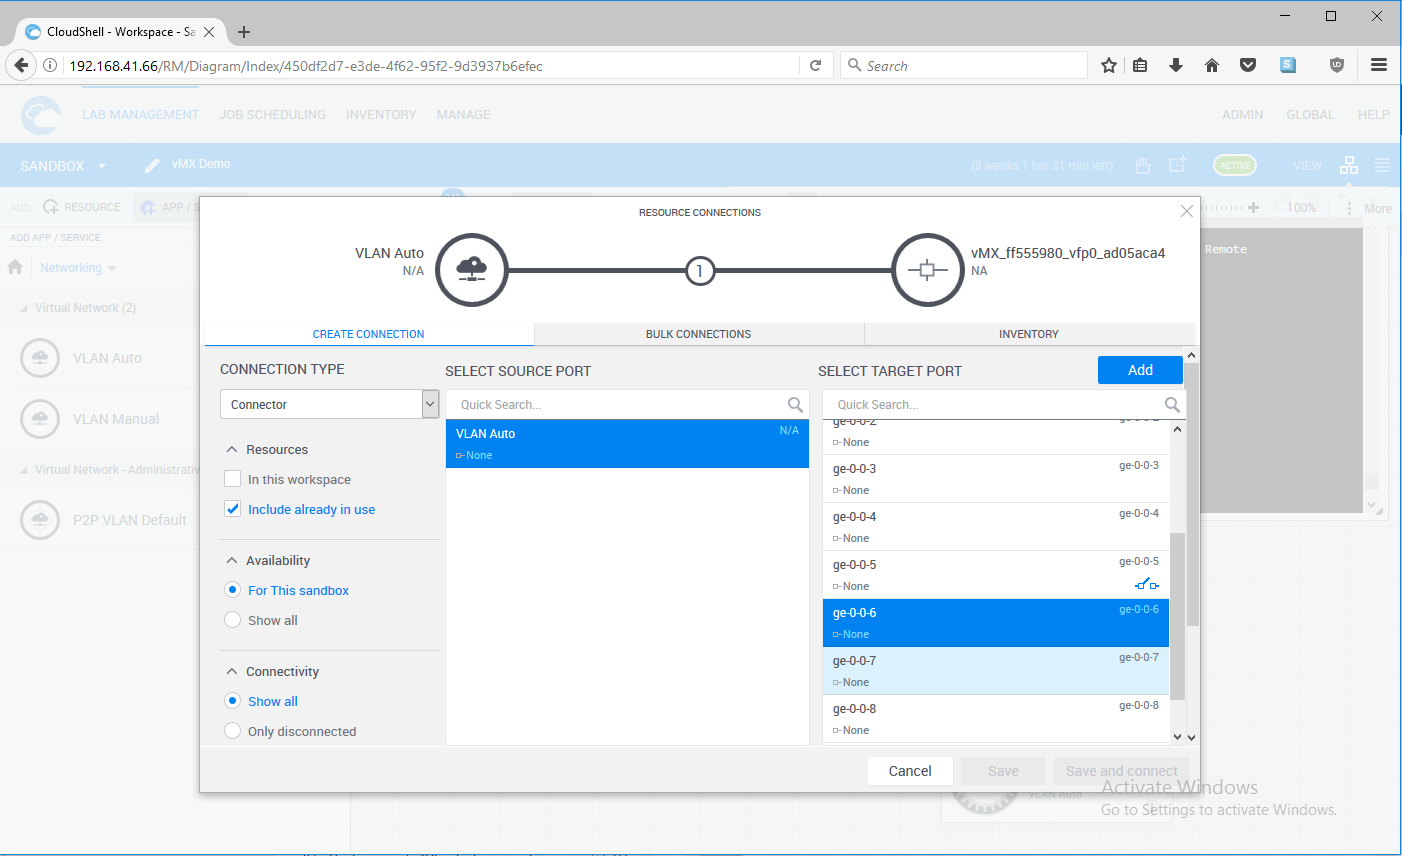 CloudShell - Workspace - Sa
192.168.41.66/RM/Diagram/Index/450df2d7-e3de-4f62-95f2-9d3937b6efec
Search
LAB MANAGEMENT JOB SCHEDULING INVENTORY MANAGE ADMIN GLOBAL HELP
SANDBOX vMX Demo (8 weeks 1 hrs 31 min left) ACTIVE VIEW
ADD: RESOURCE APP / S 100% More
ADD APP / SERVICE
Networking
Virtual Network (2)
VLAN Auto
VLAN Manual
Virtual Network - Administrativ
P2P VLAN Default
Remote
RESOURCE CONNECTIONS
VLAN Auto
N/A
1
vMX_ff555980_vfp0_ad05aca4
NA
CREATE CONNECTION BULK CONNECTIONS INVENTORY
CONNECTION TYPE
Connector
Resources
In this workspace
Include already in use
Availability
For This sandbox
Show all
Connectivity
Show all
Only disconnected
SELECT SOURCE PORT
Quick Search...
VLAN Auto N/A
None
SELECT TARGET PORT Add
Quick Search...
ge-0-0-2
None
ge-0-0-3 ge-0-0-3
None
ge-0-0-4 ge-0-0-4
None
ge-0-0-5 ge-0-0-5
None
ge-0-0-6 ge-0-0-6
None
ge-0-0-7 ge-0-0-7
None
ge-0-0-8 ge-0-0-8
None
Cancel Save Save and connect
VLAN Auto
Activate Windows
Go to Settings to activate Windows.